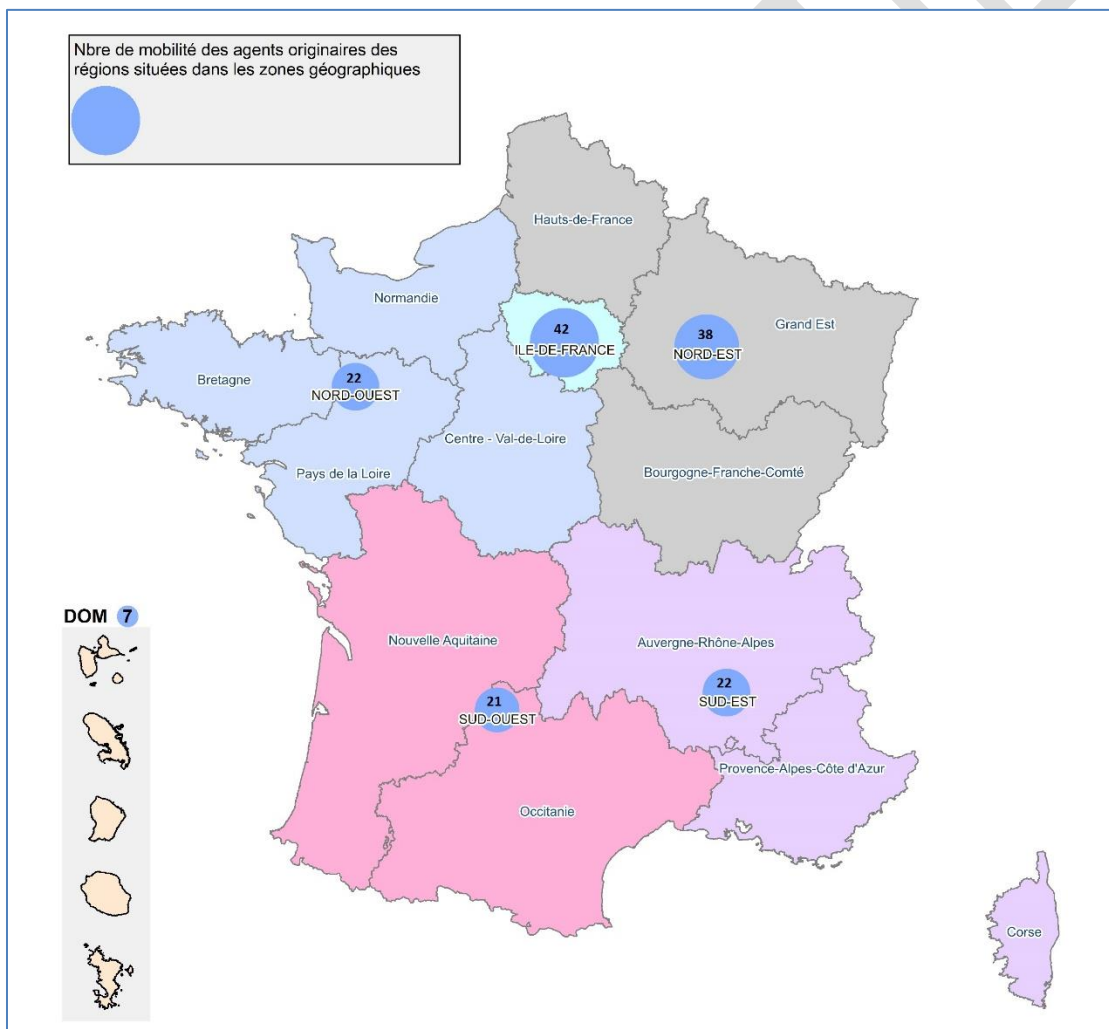 Nbre de mobilité des agents originaires des
régions situées dans les zones géographiques
Hauts-de-France
Normandie
Grand Est
42
ILE-DE-FRANCE
38
NORD-EST
Bretagne
22
NORD-OUEST
Centre - Val-de-Loire
Pays de la Loire
Bourgogne-Franche-Comté
DOM 7
Nouvelle Aquitaine
Auvergne-Rhône-Alpes
22
SUD-EST
21
SUD-OUEST
Provence-Alpes-Côte d'Azur
Occitanie
Corse